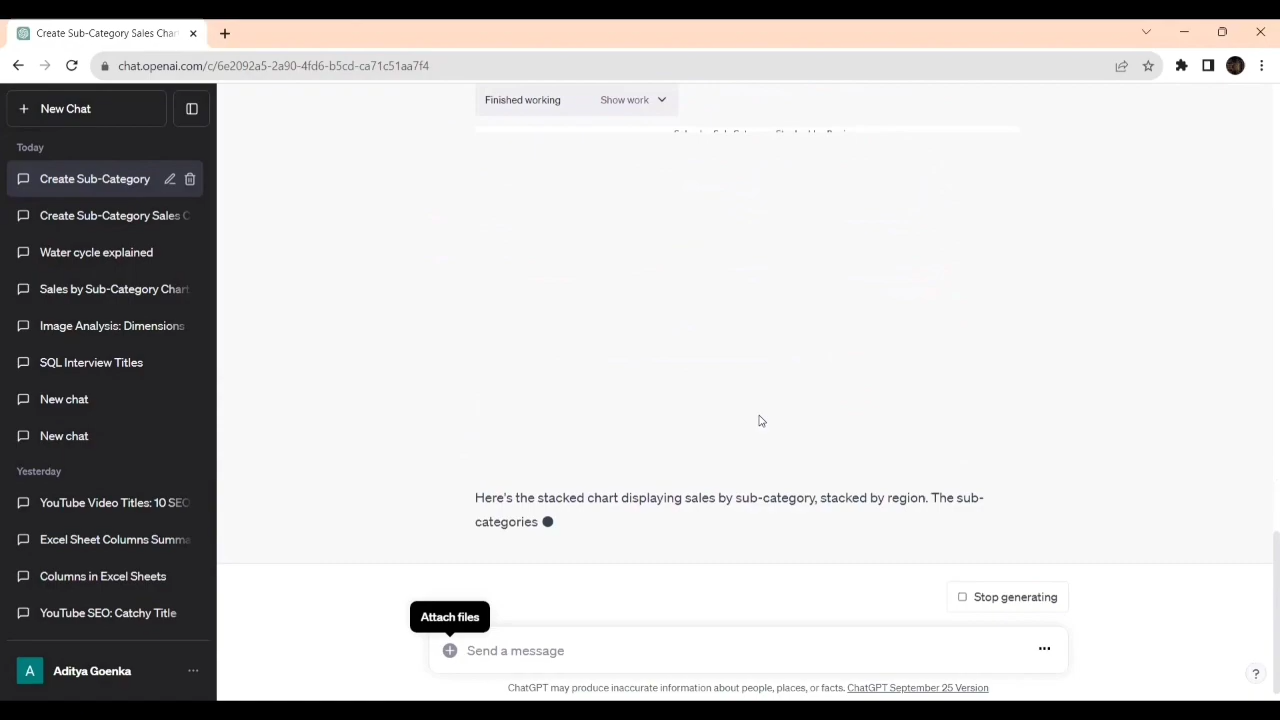 Create Sub-Category Sales Char
chat.openai.com/c/6e2092a5-2a90-4fd6-b5cd-ca71c51aa7f4
New Chat
Today
Create Sub-Category
Create Sub-Category Sales C
Water cycle explained
Sales by Sub-Category Chart
Image Analysis: Dimensions
SQL Interview Titles
New chat
New chat
Yesterday
YouTube Video Titles: 10 SEO
Excel Sheet Columns Summa
Columns in Excel Sheets
YouTube SEO: Catchy Title
A Aditya Goenka
Finished working Show work
Here's the stacked chart displaying sales by sub-category, stacked by region. The sub-
categories
Stop generating
Attach files
Send a message
ChatGPT may produce inaccurate information about people, places, or facts. ChatGPT September 25 Version
?